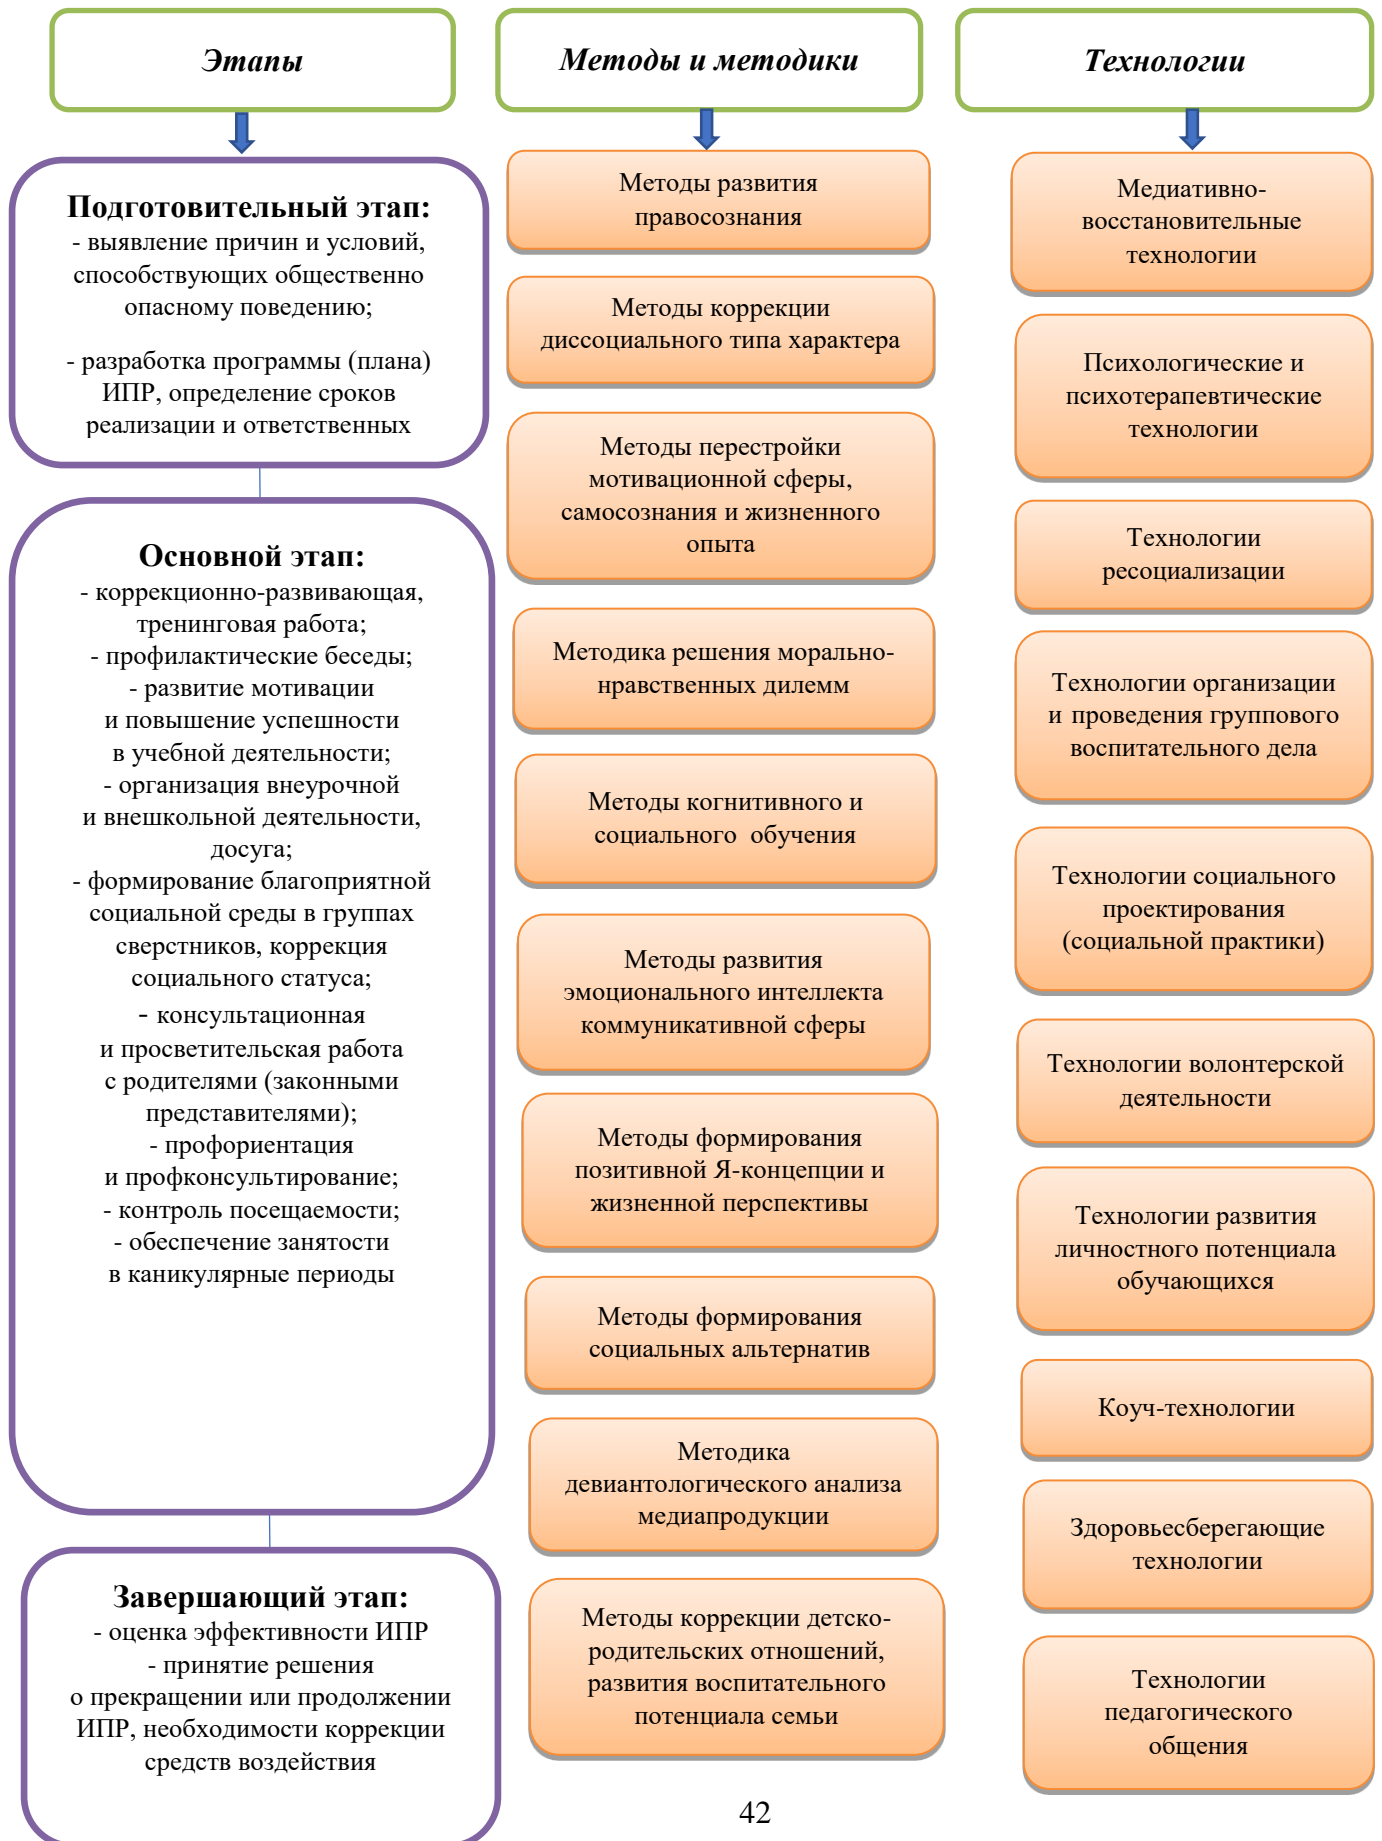 Этапы
Подготовительный этап:
- выявление причин и условий,
способствующих общественно
опасному поведению;
- разработка программы (плана)
ИПР, определение сроков
реализации и ответственных
Основной этап:
- коррекционно-развивающая,
тренинговая работа;
- профилактические беседы;
- развитие мотивации
и повышение успешности
в учебной деятельности;
- организация внеурочной
и внешкольной деятельности,
досуга;
- формирование благоприятной
социальной среды в группах
сверстников, коррекция
социального статуса;
- консультационная
и просветительская работа
с родителями (законными
представителями);
- профориентация
и профконсультирование;
- контроль посещаемости;
- обеспечение занятости
в каникулярные периоды
Завершающий этап:
- оценка эффективности ИПР
- принятие решения
о прекращении или продолжении
ИПР, необходимости коррекции
средств воздействия
Методы и методики
Методы развития
правосознания
Методы коррекции
диссоциального типа характера
Методы перестройки
мотивационной сферы,
самосознания и жизненного
опыта
Методика решения морально-
нравственных дилемм
Методы когнитивного и
социального обучения
Методы развития
эмоционального интеллекта
коммуникативной сферы
Методы формирования
позитивной Я-концепции и
жизненной перспективы
Методы формирования
социальных альтернатив
Методика
девиантологического анализа
медиапродукции
Методы коррекции детско-
родительских отношений,
развития воспитательного
потенциала семьи
Технологии
Медиативно-
восстановительные
технологии
Психологические и
психотерапевтические
технологии
Технологии
ресоциализации
Технологии организации
и проведения группового
воспитательного дела
Технологии социального
проектирования
(социальной практики)
Технологии волонтерской
деятельности
Технологии развития
личностного потенциала
обучающихся
Коуч-технологии
Здоровьесберегающие
технологии
Технологии
педагогического
общения
42